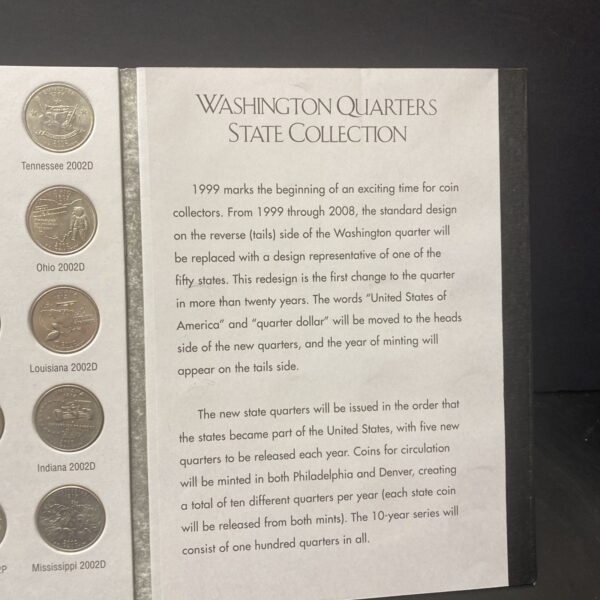 Tennessee 2002D
Ohio 2002D
Louisiana 2002D
Indiana 2002D
Mississippi 2002D
WASHINGTON QUARTERS
STATE COLLECTION
1999 marks the beginning of an exciting time for coin
collectors. From 1999 through 2008, the standard design
on the reverse (tails) side of the Washington quarter will
be replaced with a design representative of one of the
fifty states. This redesign is the first change to the quarter
in more than twenty years. The words “United States of
America” and “quarter dollar” will be moved to the heads
side of the new quarters, and the year of minting will
appear on the tails side.
The new state quarters will be issued in the order that
the states became part of the United States, with five new
quarters to be released each year. Coins for circulation
will be minted in both Philadelphia and Denver, creating
a total of ten different quarters per year (each state coin
will be released from both mints). The 10-year series will
consist of one hundred quarters in all.